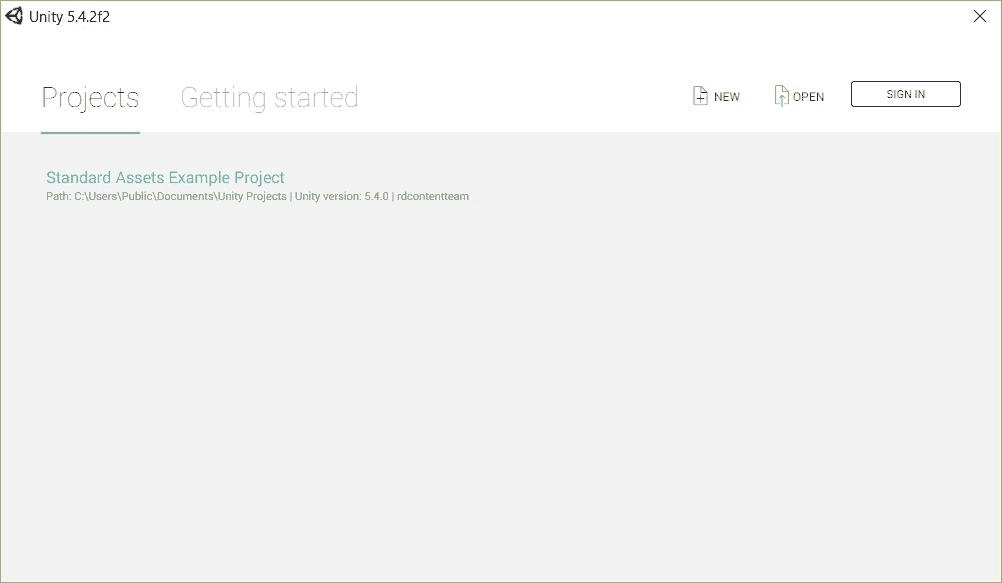 Unity 5.4.2f2
Projects Getting started NEW OPEN SIGN IN
Standard Assets Example Project
Path: C:\Users\Public\Documents\Unity Projects | Unity version: 5.4.0 | rdcontentteam